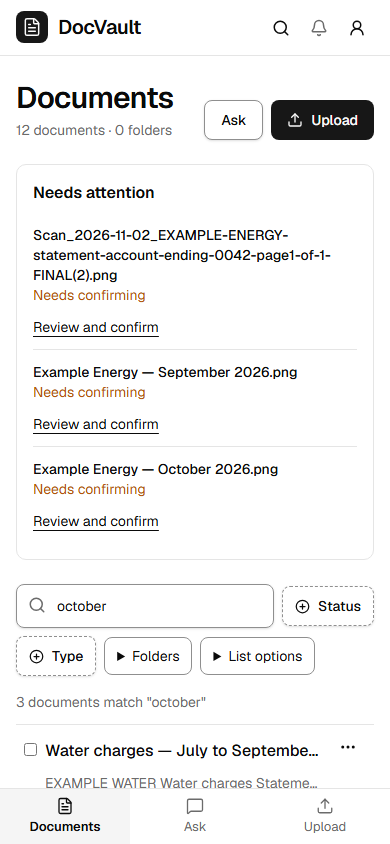 DocVault
Documents
12 documents · 0 folders
Ask
Upload
Needs attention
Scan_2026-11-02_EXAMPLE-ENERGY-
statement-account-ending-0042-page1-of-1-
FINAL(2).png
Needs confirming
Review and confirm
Example Energy — September 2026.png
Needs confirming
Review and confirm
Example Energy — October 2026.png
Needs confirming
Review and confirm
october
Status
Type
Folders
List options
3 documents match "october"
Water charges — July to Septembe...
EXAMPLE WATER Water charges Stateme...
Documents
Ask
Upload